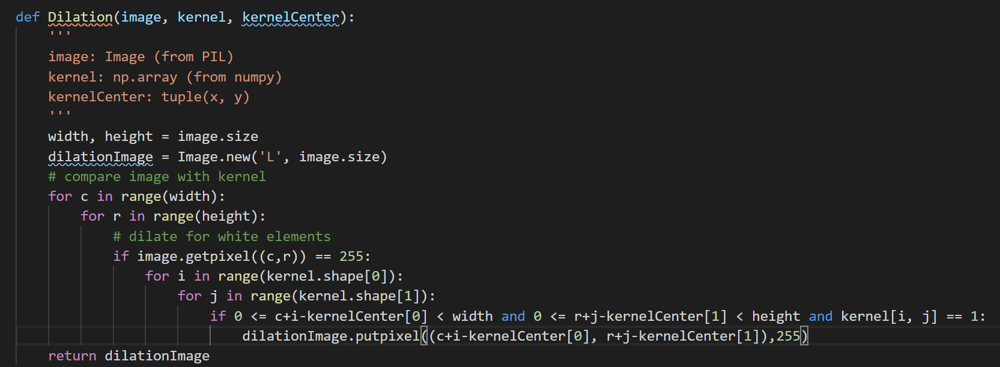 def Dilation(image, kernel, kernelCenter):
    '''
    image: Image (from PIL)
    kernel: np.array (from numpy)
    kernelCenter: tuple(x, y)
    '''
    width, height = image.size
    dilationImage = Image.new('L', image.size)
    # compare image with kernel
    for c in range(width):
        for r in range(height):
            # dilate for white elements
            if image.getpixel((c,r)) == 255:
                for i in range(kernel.shape[0]):
                    for j in range(kernel.shape[1]):
                        if 0 <= c+i-kernelCenter[0] < width and 0 <= r+j-kernelCenter[1] < height and kernel[i, j] == 1:
                            dilationImage.putpixel((c+i-kernelCenter[0], r+j-kernelCenter[1]),255)
    return dilationImage